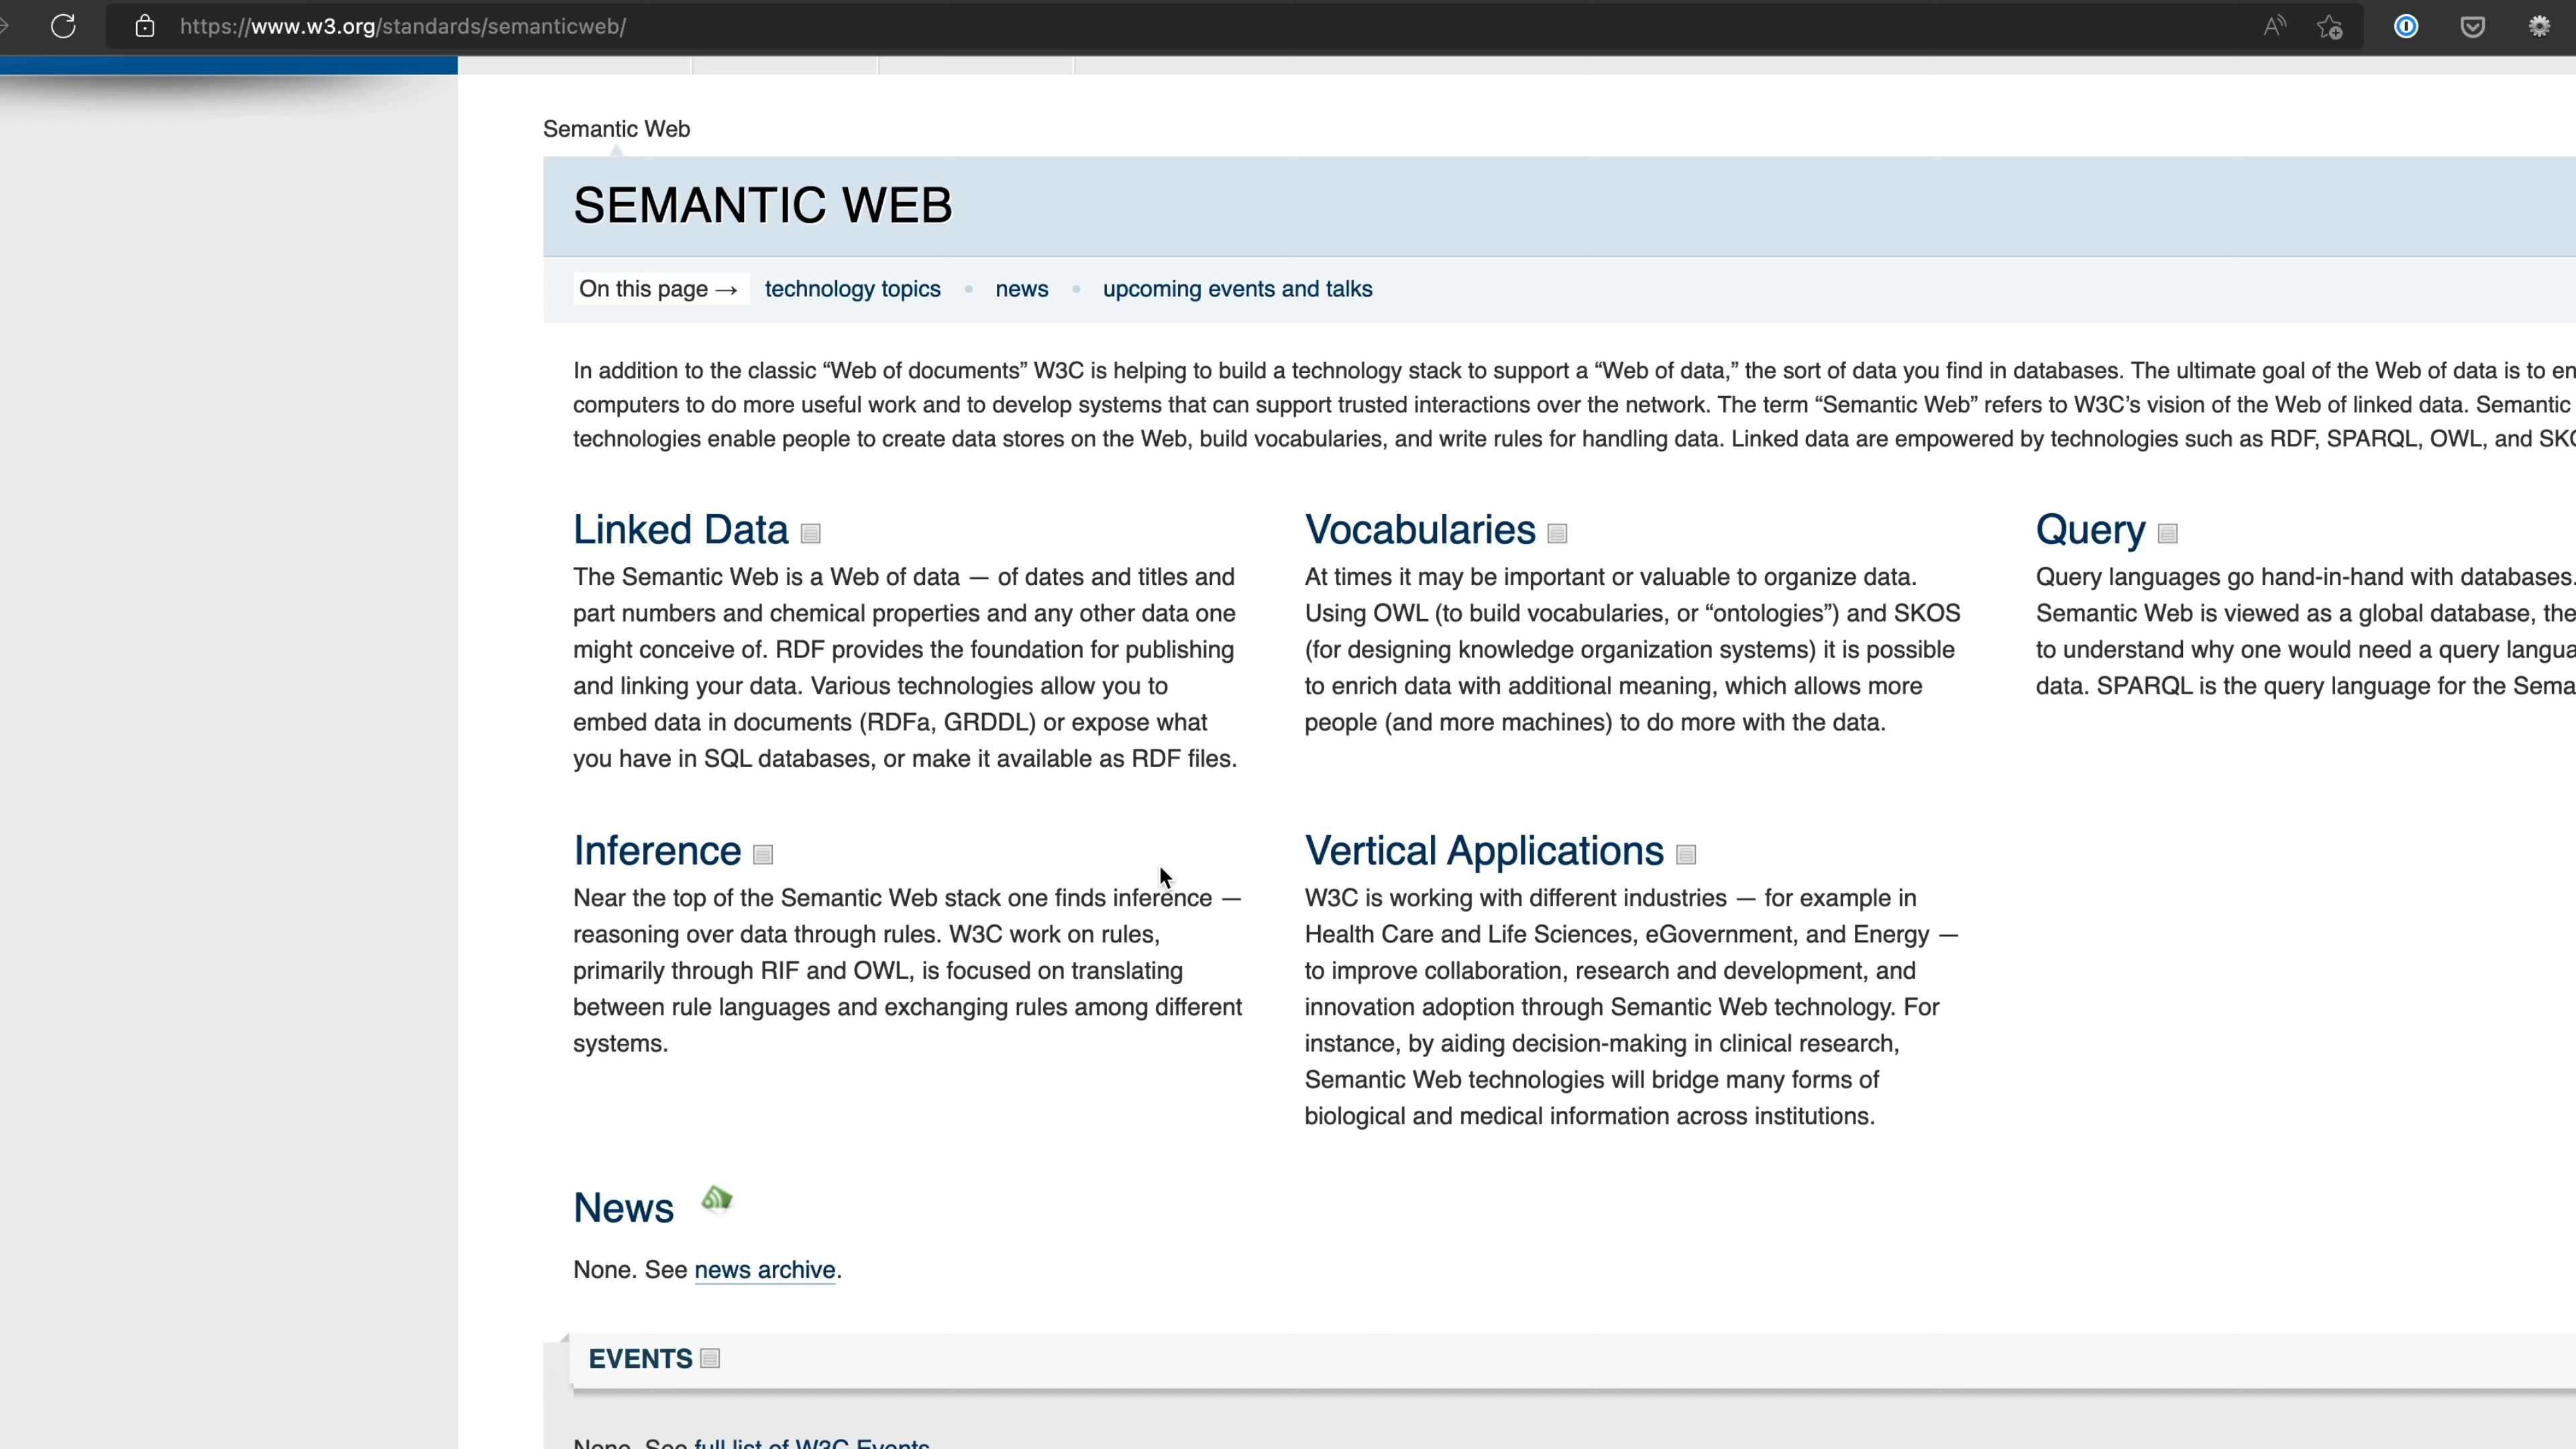 https://www.w3.org/standards/semanticweb/
Semantic Web
SEMANTIC WEB
On this page → technology topics • news • upcoming events and talks
In addition to the classic “Web of documents” W3C is helping to build a technology stack to support a “Web of data,” the sort of data you find in databases. The ultimate goal of the Web of data is to en
computers to do more useful work and to develop systems that can support trusted interactions over the network. The term “Semantic Web” refers to W3C’s vision of the Web of linked data. Semantic
technologies enable people to create data stores on the Web, build vocabularies, and write rules for handling data. Linked data are empowered by technologies such as RDF, SPARQL, OWL, and SKO
Linked Data
The Semantic Web is a Web of data — of dates and titles and
part numbers and chemical properties and any other data one
might conceive of. RDF provides the foundation for publishing
and linking your data. Various technologies allow you to
embed data in documents (RDFa, GRDDL) or expose what
you have in SQL databases, or make it available as RDF files.
Vocabularies
At times it may be important or valuable to organize data.
Using OWL (to build vocabularies, or “ontologies”) and SKOS
(for designing knowledge organization systems) it is possible
to enrich data with additional meaning, which allows more
people (and more machines) to do more with the data.
Query
Query languages go hand-in-hand with databases.
Semantic Web is viewed as a global database, the
to understand why one would need a query langua
data. SPARQL is the query language for the Sema
Inference
Near the top of the Semantic Web stack one finds inference —
reasoning over data through rules. W3C work on rules,
primarily through RIF and OWL, is focused on translating
between rule languages and exchanging rules among different
systems.
Vertical Applications
W3C is working with different industries — for example in
Health Care and Life Sciences, eGovernment, and Energy —
to improve collaboration, research and development, and
innovation adoption through Semantic Web technology. For
instance, by aiding decision-making in clinical research,
Semantic Web technologies will bridge many forms of
biological and medical information across institutions.
News
None. See news archive.
EVENTS
None. See full list of W3C Events